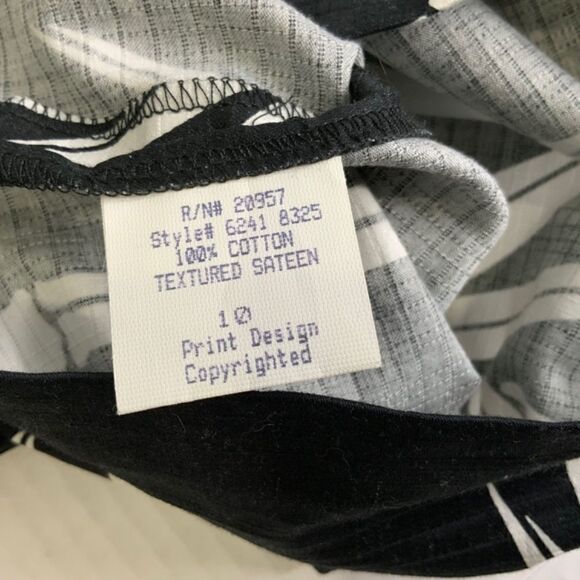 R/N# 20957
Style# 6241 8325
100% COTTON
TEXTURED SATEEN
10
Print Design
Copyrighted